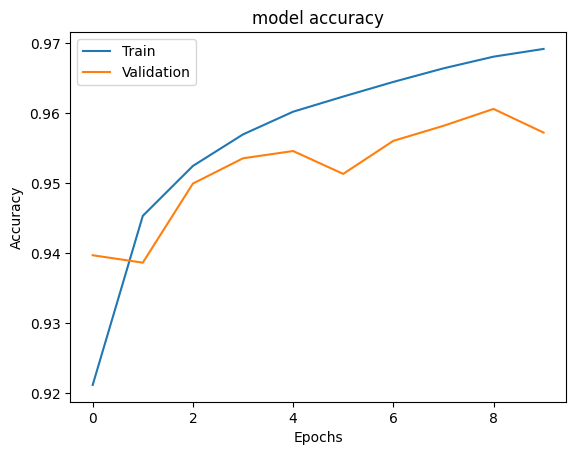 model accuracy
Train
Validation
0.97
0.96
0.95
0.94
0.93
0.92
Accuracy
0 2 4 6 8
Epochs